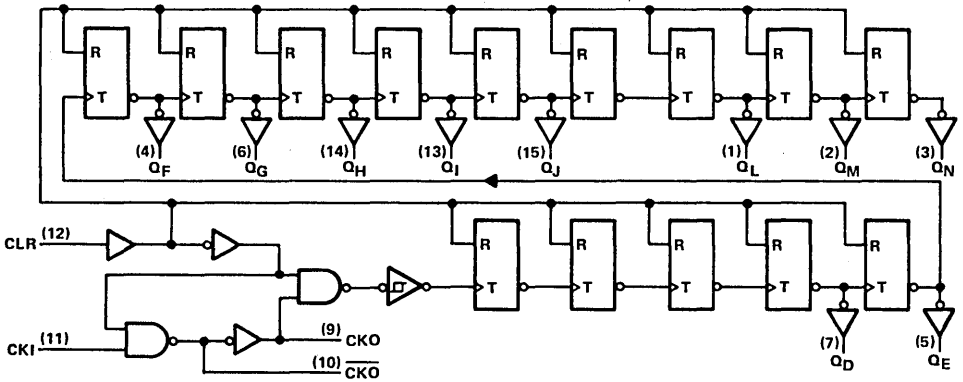 R R R R R R R R R
T T T T T T T T T
(4) (6) (14) (13) (15) (1) (2) (3)
QF QG QH QI QJ QL QM QN
CLR (12)
R R R R R
T T T T T
CKI (11)
(9) CKO
(10) C̅K̅O̅
(7) (5)
QD QE